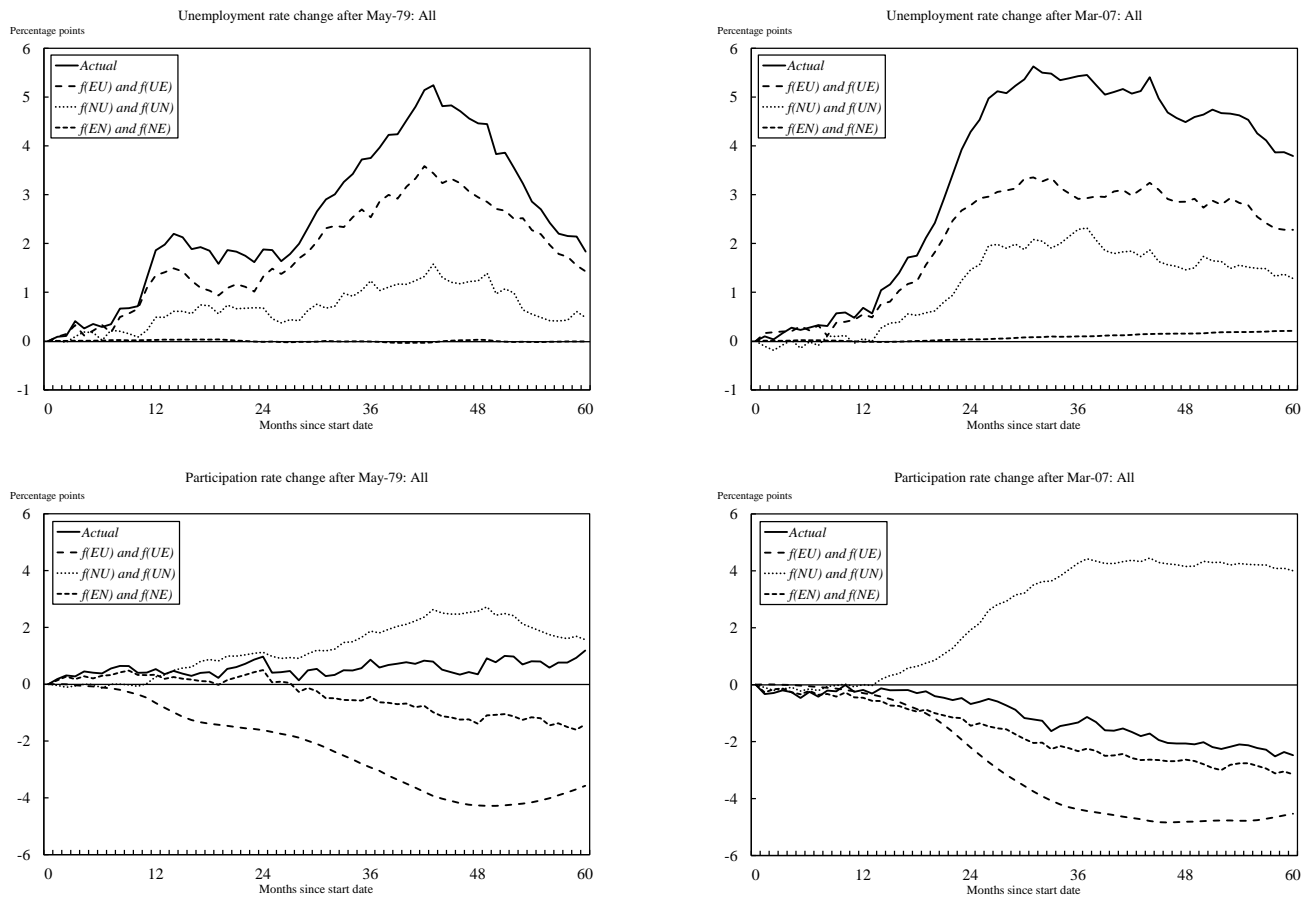 Unemployment rate change after May-79: All
Percentage points
6
5
4
3
2
1
0
-1
Actual
f(EU) and f(UE)
f(NU) and f(UN)
f(EN) and f(NE)
0 12 24 36 48 60
Months since start date
Unemployment rate change after Mar-07: All
Percentage points
6
5
4
3
2
1
0
-1
Actual
f(EU) and f(UE)
f(NU) and f(UN)
f(EN) and f(NE)
0 12 24 36 48 60
Months since start date
Participation rate change after May-79: All
Percentage points
6
4
2
0
-2
-4
-6
Actual
f(EU) and f(UE)
f(NU) and f(UN)
f(EN) and f(NE)
0 12 24 36 48 60
Months since start date
Participation rate change after Mar-07: All
Percentage points
6
4
2
0
-2
-4
-6
Actual
f(EU) and f(UE)
f(NU) and f(UN)
f(EN) and f(NE)
0 12 24 36 48 60
Months since start date